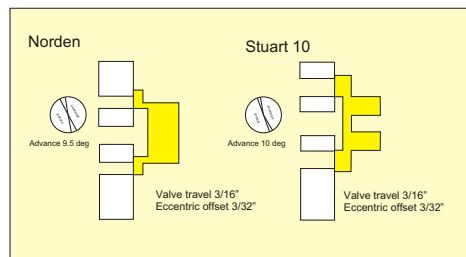 Norden
Stuart 10
Advance 9.5 deg
Advance 10 deg
Valve travel 3/16”
Eccentric offset 3/32”
Valve travel 3/16”
Eccentric offset 3/32”